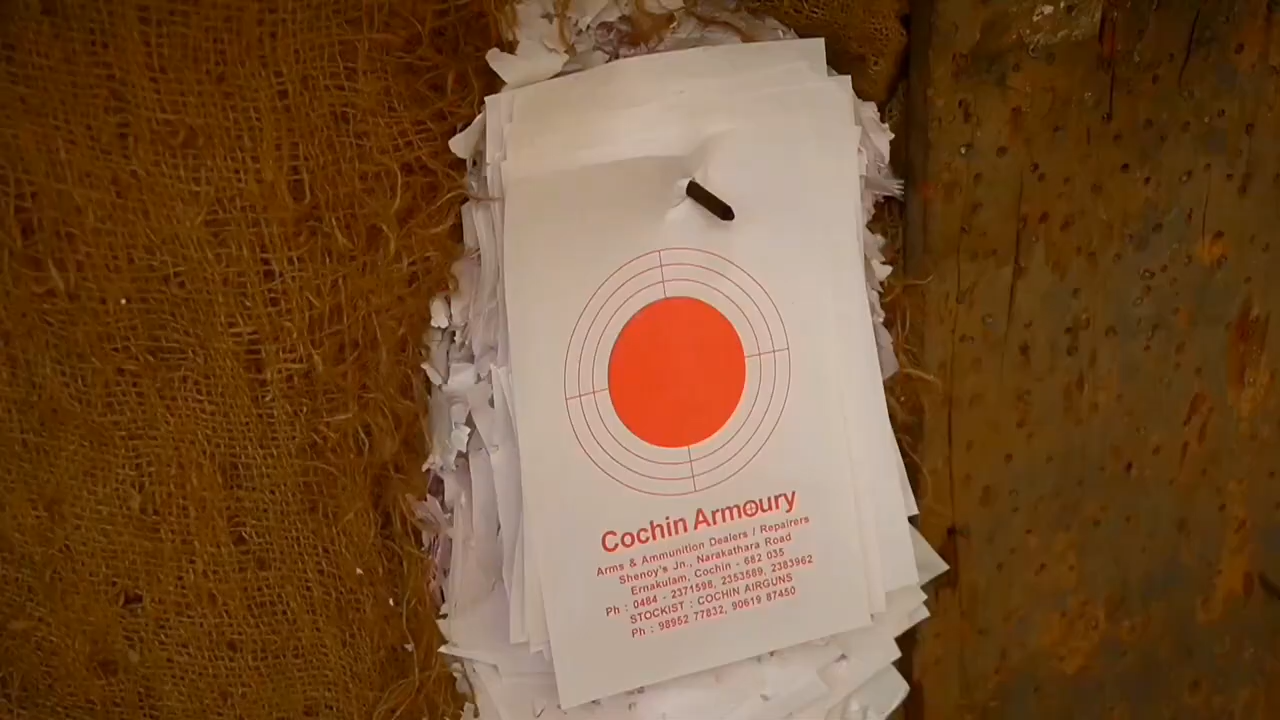 Cochin Armoury
Arms & Ammunition Dealers / Repairers
Shenoy's Jn., Narakathara Road
Ernakulam, Cochin - 682 035
Ph : 0484 - 2371598, 2353589, 2383962
STOCKIST : COCHIN AIRGUNS
Ph : 98952 77832, 90619 87450